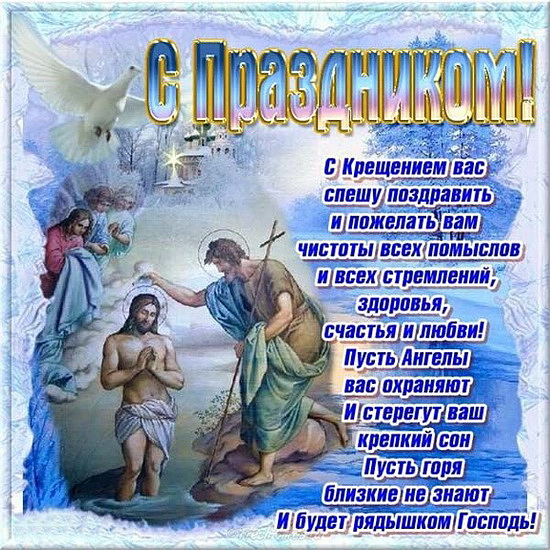 С Праздником!
С Крещением вас
спешу поздравить
и пожелать вам
чистоты всех помыслов
и всех стремлений,
здоровья,
счастья и любви!
Пусть Ангелы
вас охраняют
И стерегут ваш
крепкий сон
Пусть горя
близкие не знают
И будет рядышком Господь!